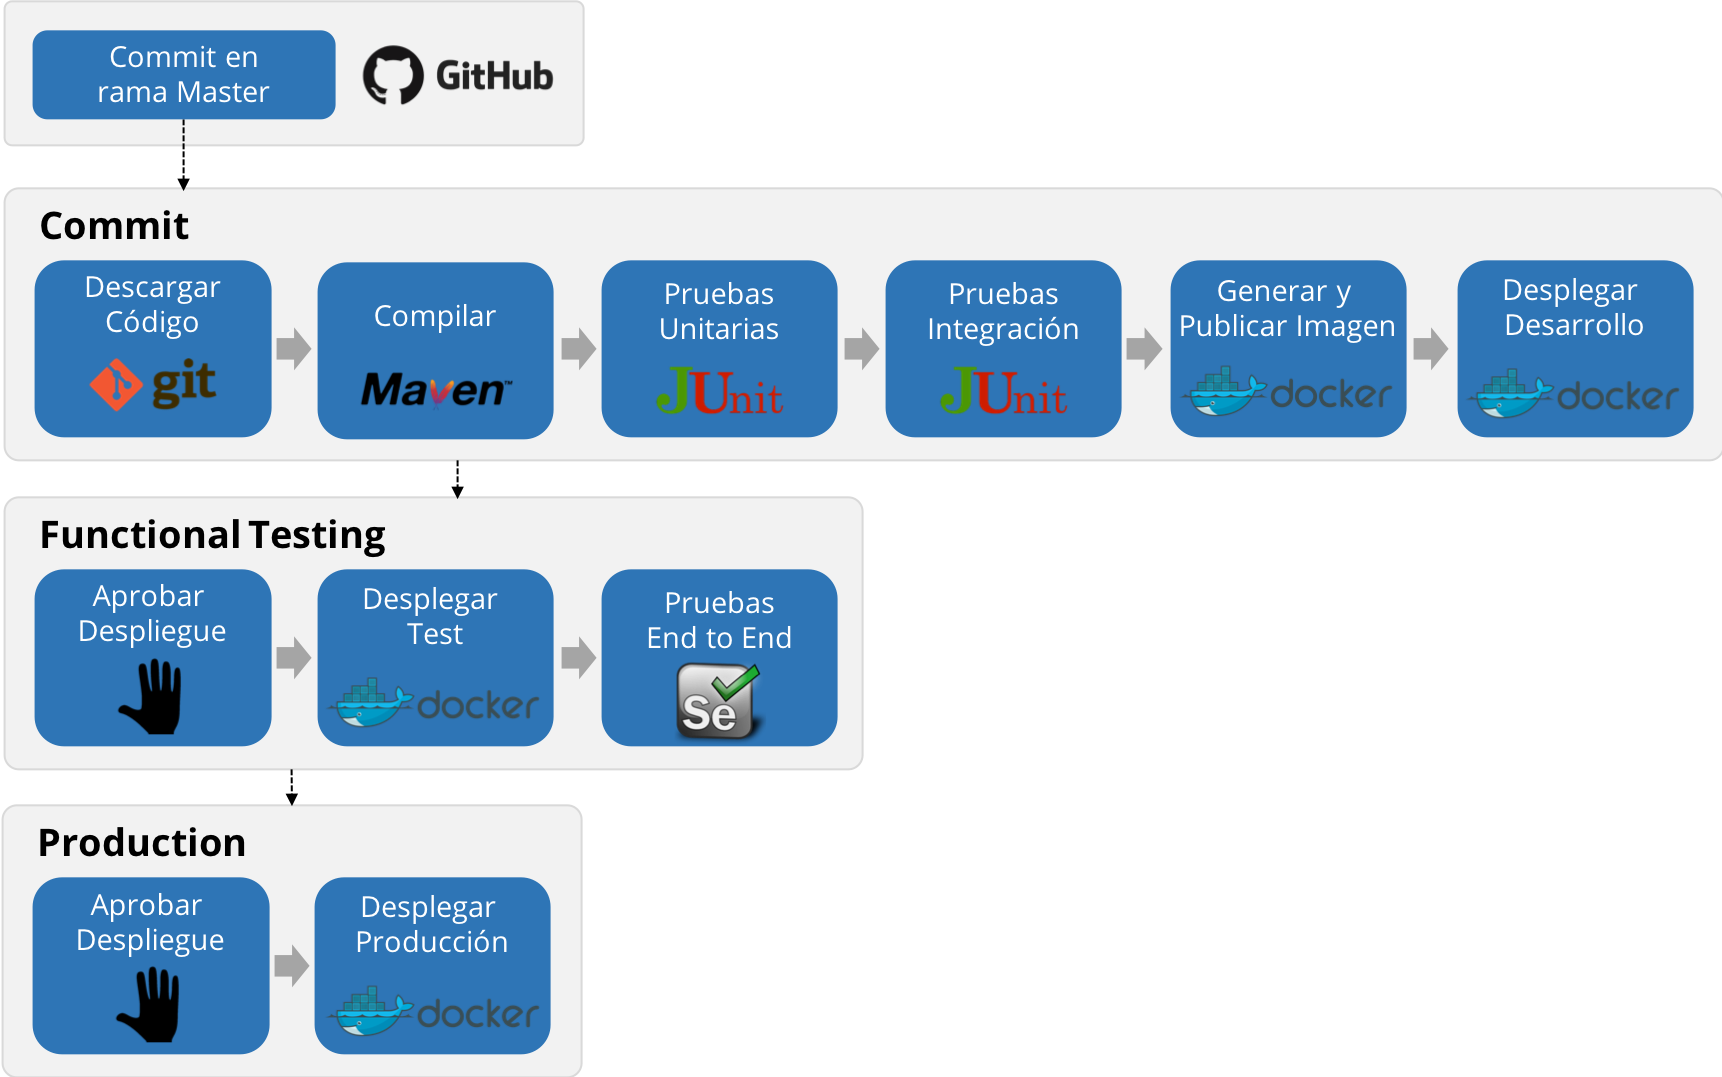 Commit en
rama Master
GitHub
Commit
Descargar
Código
git
Compilar
Maven™
Pruebas
Unitarias
JUnit
Pruebas
Integración
JUnit
Generar y
Publicar Imagen
docker
Desplegar
Desarrollo
docker
Functional Testing
Aprobar
Despliegue
Desplegar
Test
docker
Pruebas
End to End
Se
Production
Aprobar
Despliegue
Desplegar
Producción
docker